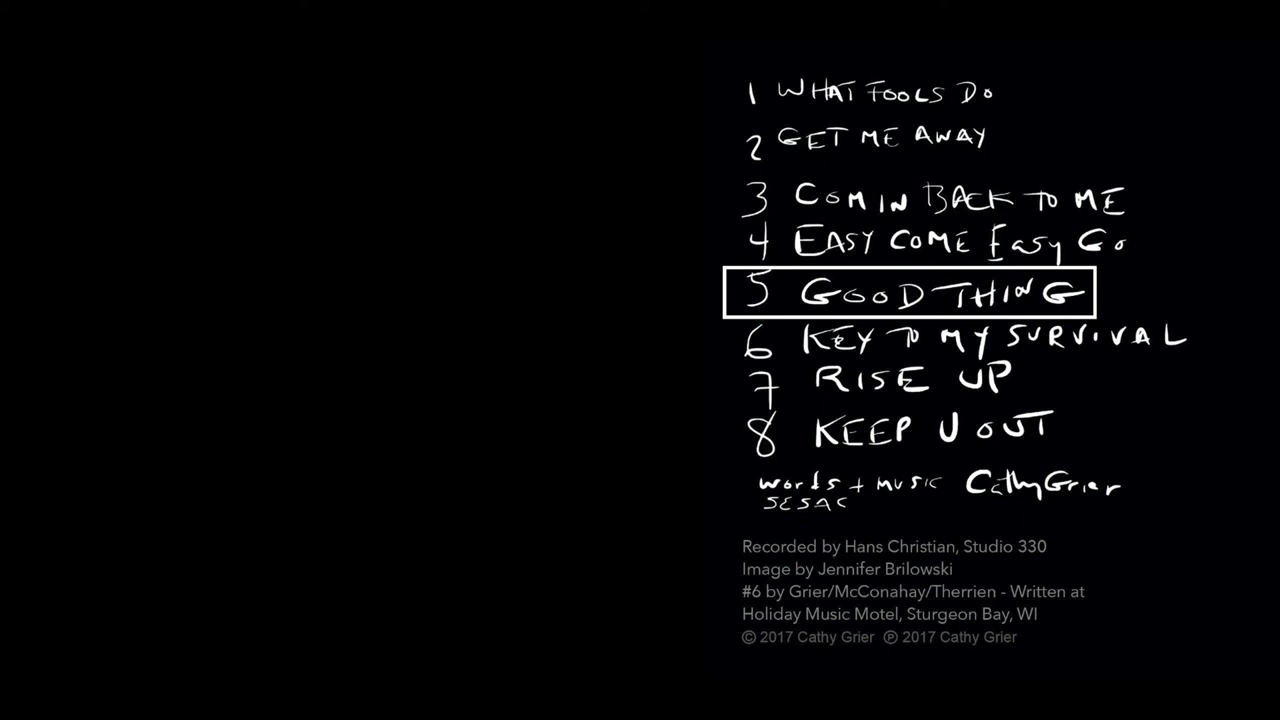 1 WHAT FOOLS DO
2 GET ME AWAY
3 COMIN BACK TO ME
4 EASY COME EASY GO
5 GOOD THING
6 KEY TO MY SURVIVAL
7 RISE UP
8 KEEP U OUT
words + music Cathy Grier
SESAC
Recorded by Hans Christian, Studio 330
Image by Jennifer Brilowski
#6 by Grier/McConahay/Therrien - Written at
Holiday Music Motel, Sturgeon Bay, WI
© 2017 Cathy Grier ℗ 2017 Cathy Grier